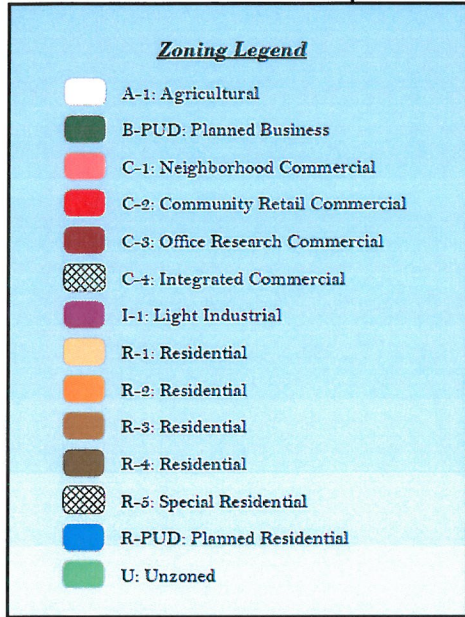 Zoning Legend
A-1: Agricultural
B-PUD: Planned Business
C-1: Neighborhood Commercial
C-2: Community Retail Commercial
C-3: Office Research Commercial
C-4: Integrated Commercial
I-1: Light Industrial
R-1: Residential
R-2: Residential
R-3: Residential
R-4: Residential
R-5: Special Residential
R-PUD: Planned Residential
U: Unzoned